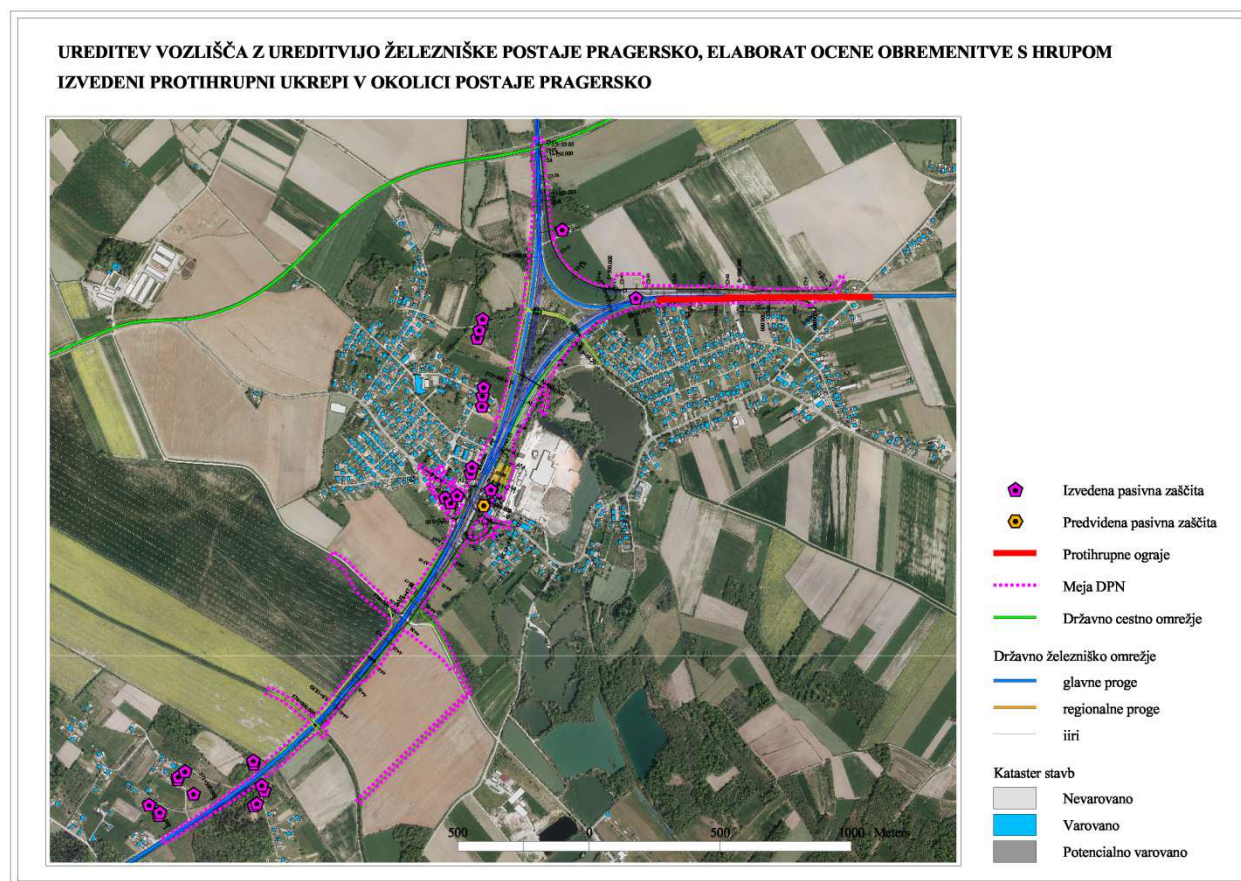 UREDITEV VOZLIŠČA Z UREDITVIJO ŽELEZNIŠKE POSTAJE PRAGERSKO, ELABORAT OCENE OBREMENITVE S HRUPOM
IZVEDENI PROTIHRUPNI UKREPI V OKOLICI POSTAJE PRAGERSKO
Izvedena pasivna zaščita
Predvidena pasivna zaščita
Protihrupne ograje
Meja DPN
Državno cestno omrežje
Državno železniško omrežje
glavne proge
regionalne proge
iiri
Kataster stavb
Nevarovano
Varovano
Potencialno varovano
500 0 500 1000 Meters